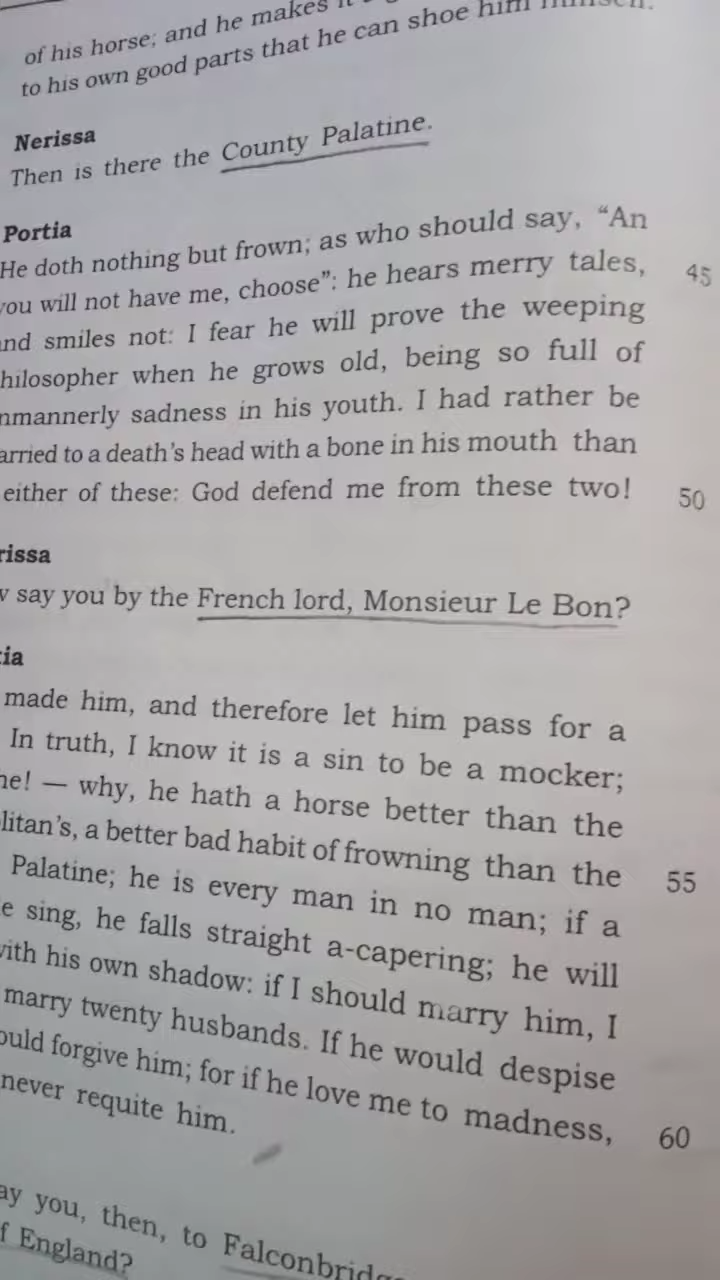 of his horse; and he makes it
to his own good parts that he can shoe him himself.
Nerissa
Then is there the County Palatine.
Portia
He doth nothing but frown; as who should say, “An
you will not have me, choose”: he hears merry tales,
45
and smiles not: I fear he will prove the weeping
hilosopher when he grows old, being so full of
nmannerly sadness in his youth. I had rather be
arried to a death’s head with a bone in his mouth than
either of these: God defend me from these two!
50
rissa
w say you by the French lord, Monsieur Le Bon?
tia
made him, and therefore let him pass for a
In truth, I know it is a sin to be a mocker;
he! — why, he hath a horse better than the
litan’s, a better bad habit of frowning than the
55
Palatine; he is every man in no man; if a
e sing, he falls straight a-capering; he will
with his own shadow: if I should marry him, I
marry twenty husbands. If he would despise
ould forgive him; for if he love me to madness,
60
never requite him.
ay you, then, to Falconbridge
f England?